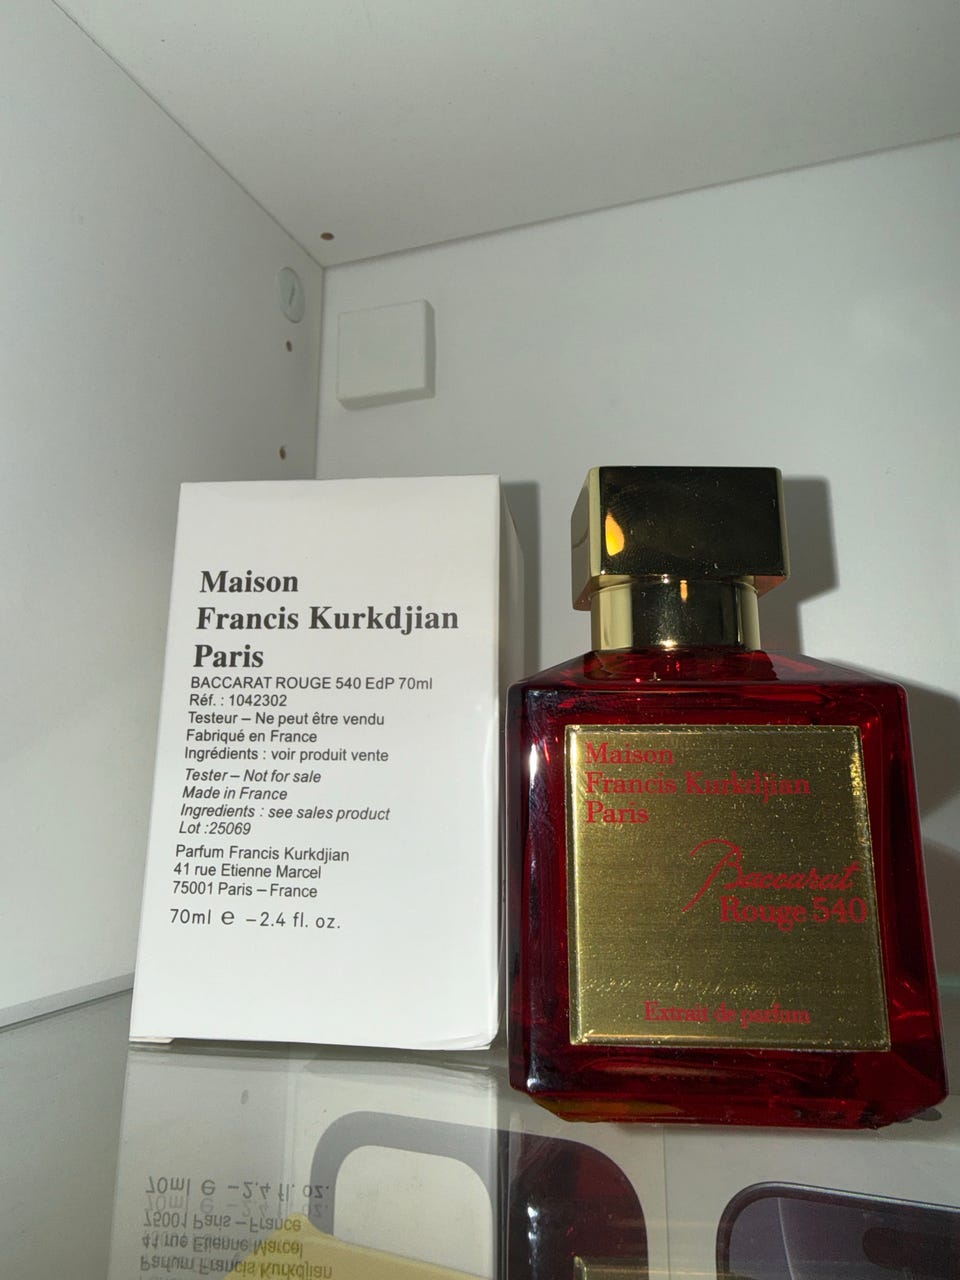 Maison
Francis Kurkdjian
Paris
BACCARAT ROUGE 540 EdP 70ml
Réf. : 1042302
Testeur – Ne peut être vendu
Fabriqué en France
Ingrédients : voir produit vente
Tester – Not for sale
Made in France
Ingredients : see sales product
Lot :25069
Parfum Francis Kurkdjian
41 rue Etienne Marcel
75001 Paris – France
70ml e – 2.4 fl. oz.
Maison
Francis Kurkdjian
Paris
Baccarat
Rouge 540
Extrait de parfum